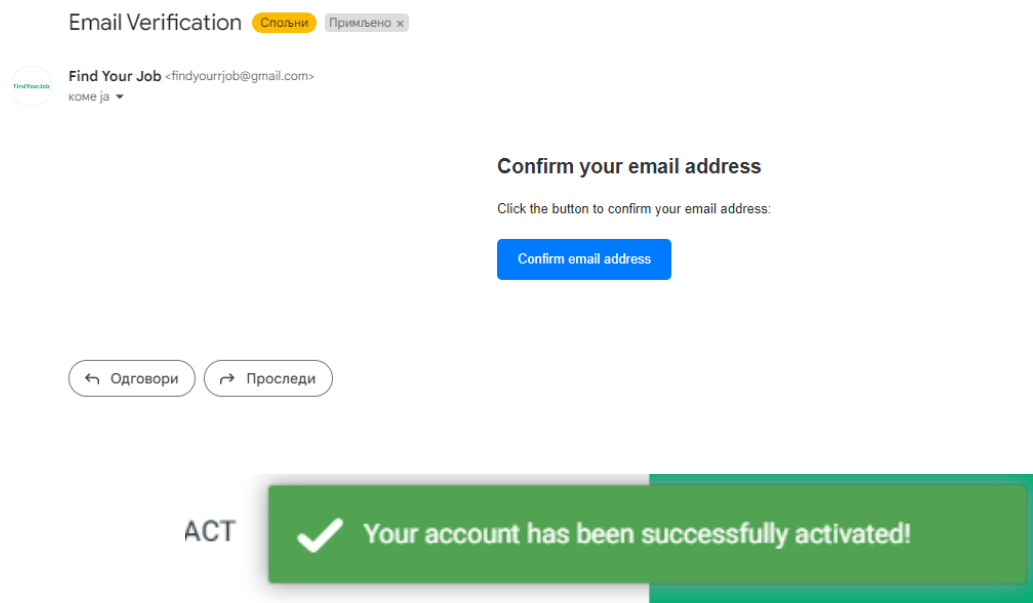 Email Verification Спољни Примљено ×
Find Your Job <findyourrjob@gmail.com>
FindYourJob
коме ја
Confirm your email address
Click the button to confirm your email address:
Confirm email address
Одговори Проследи
ACT Your account has been successfully activated!